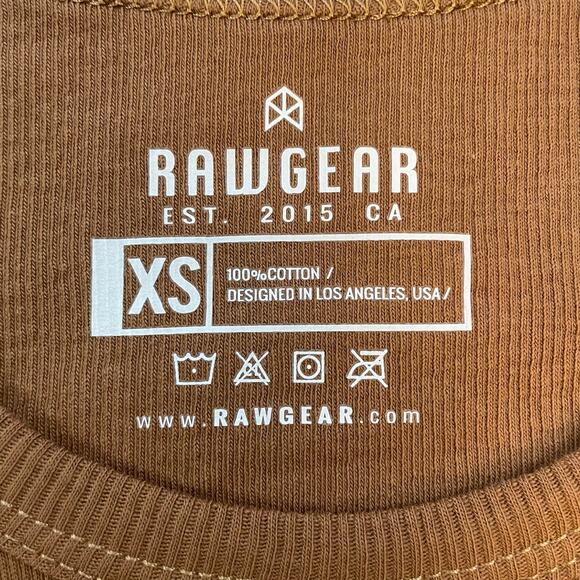 RAWGEAR
EST. 2015 CA
XS
100%COTTON /
DESIGNED IN LOS ANGELES, USA/
www.RAWGEAR.com